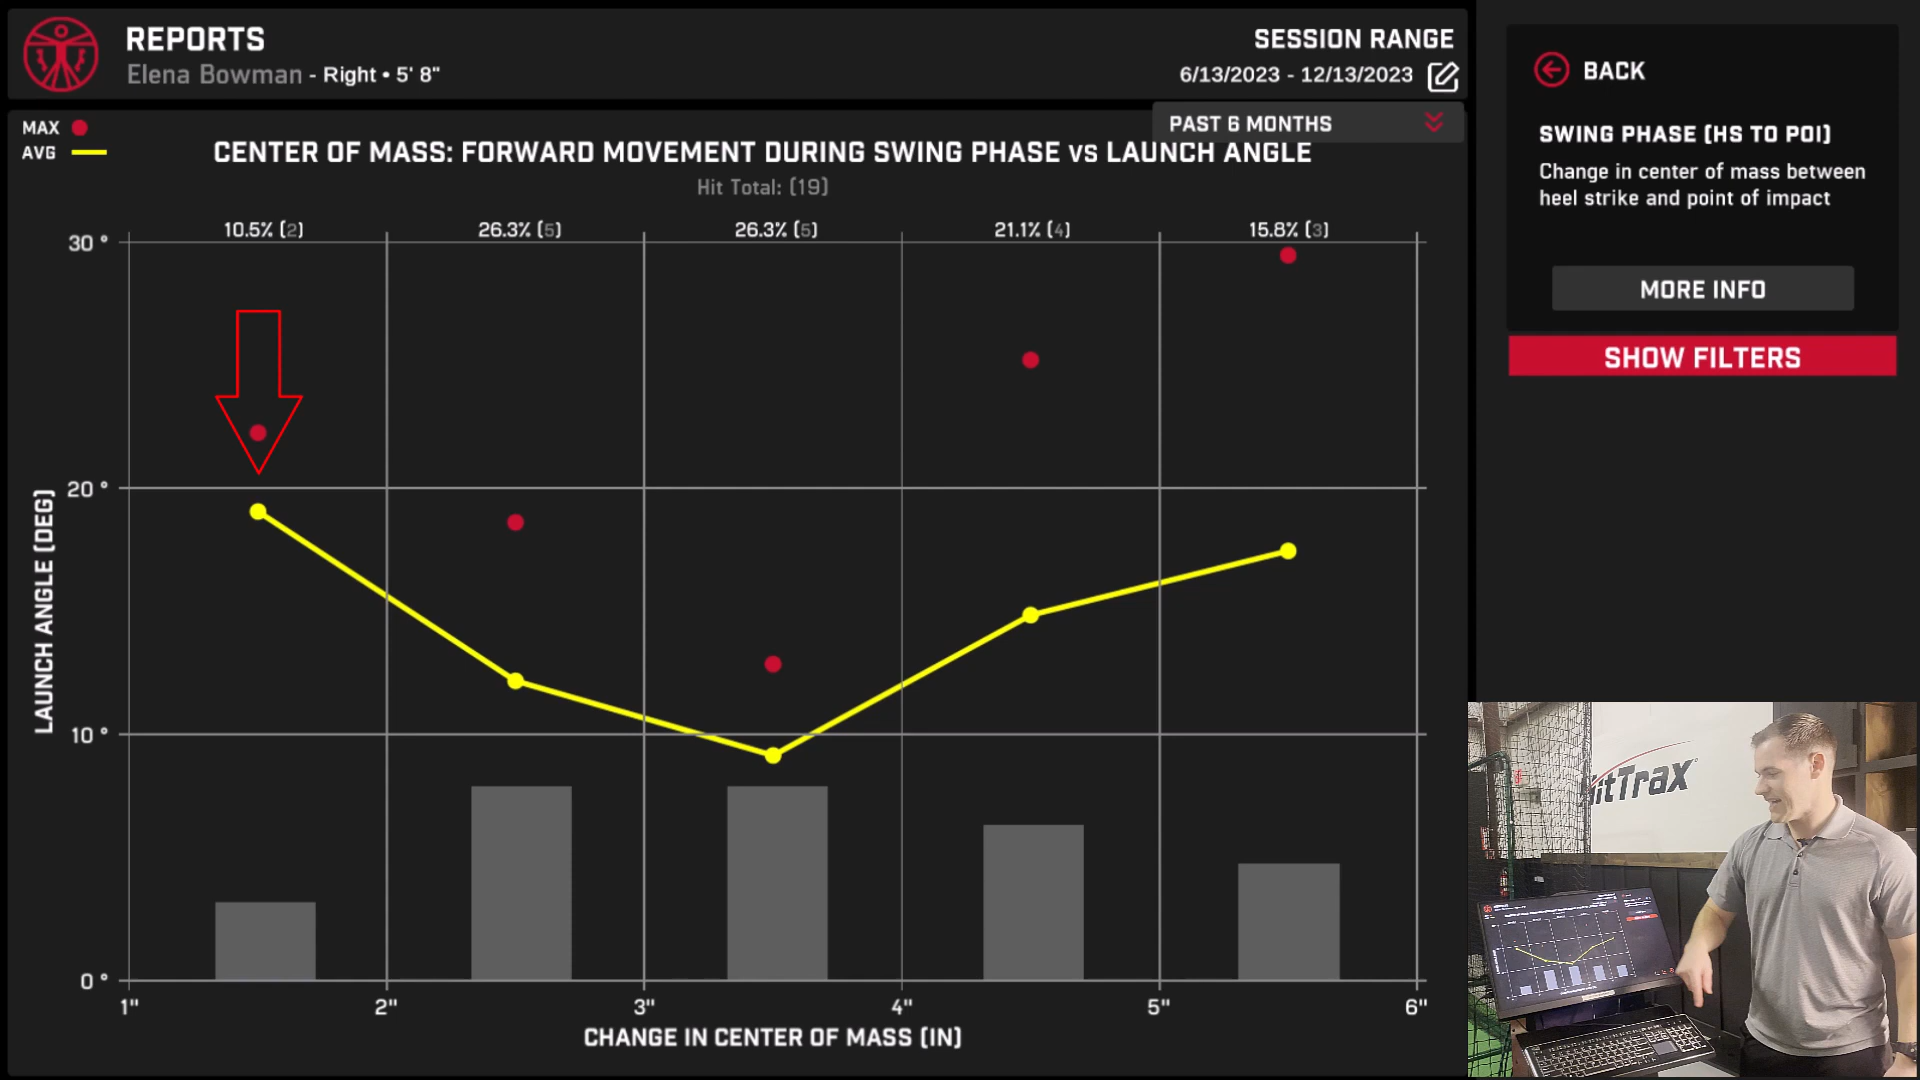 REPORTS
Elena Bowman - Right • 5' 8"
SESSION RANGE
6/13/2023 - 12/13/2023
PAST 6 MONTHS
MAX
AVG
CENTER OF MASS: FORWARD MOVEMENT DURING SWING PHASE vs LAUNCH ANGLE
Hit Total: (19)
10.5% (2) 26.3% (5) 26.3% (5) 21.1% (4) 15.8% (3)
30 °
20 °
10 °
0 °
LAUNCH ANGLE (DEG)
1" 2" 3" 4" 5" 6"
CHANGE IN CENTER OF MASS (IN)
BACK
SWING PHASE (HS TO POI)
Change in center of mass between
heel strike and point of impact
MORE INFO
SHOW FILTERS
HitTrax